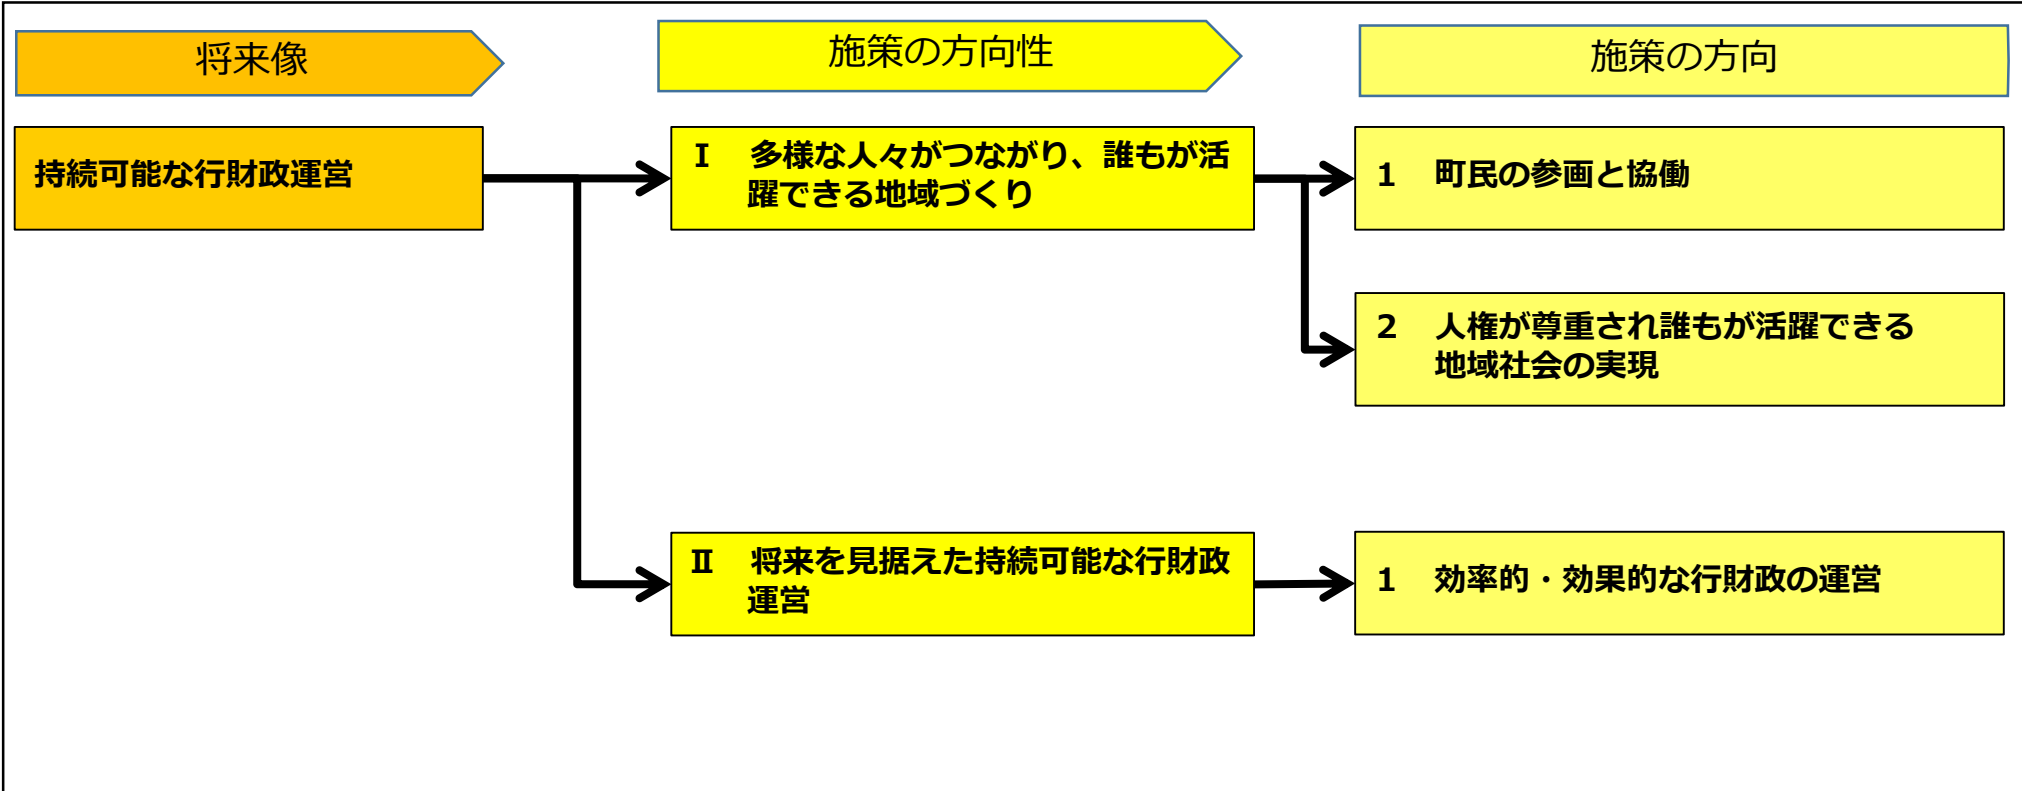 将来像
施策の方向性
施策の方向
持続可能な行財政運営
Ⅰ　多様な人々がつながり、誰もが活
躍できる地域づくり
1　町民の参画と協働
2　人権が尊重され誰もが活躍できる
地域社会の実現
Ⅱ　将来を見据えた持続可能な行財政
運営
1　効率的・効果的な行財政の運営